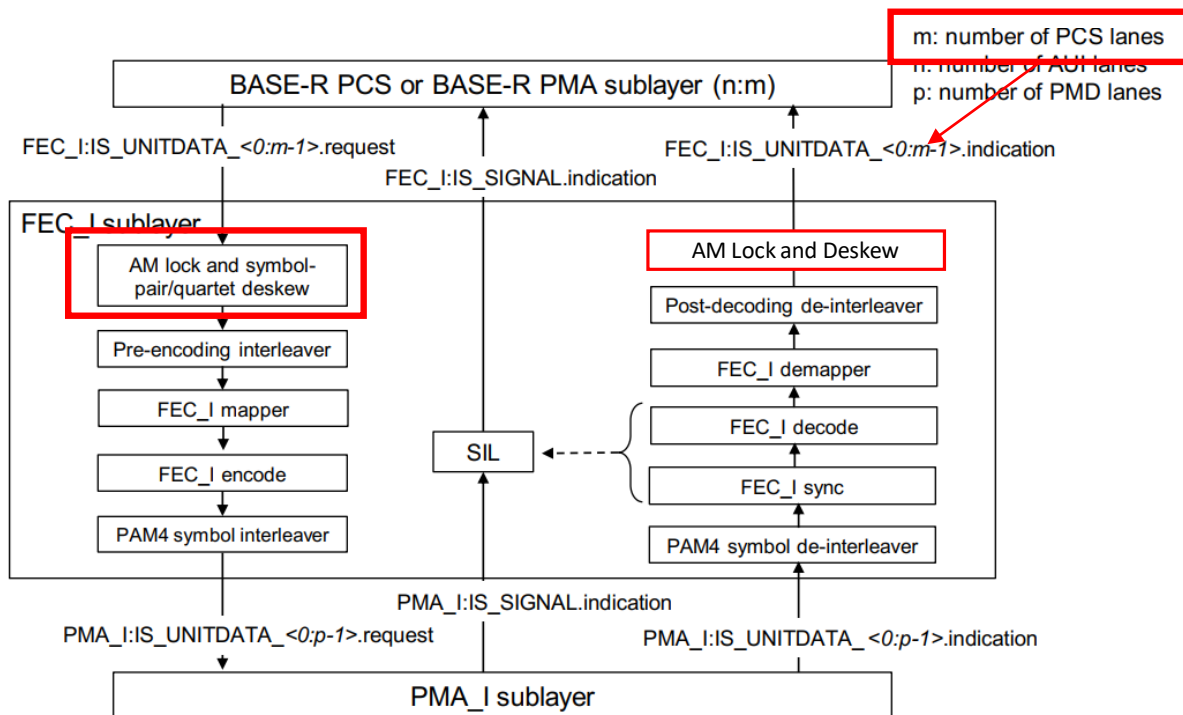 m: number of PCS lanes
n: number of AUI lanes
p: number of PMD lanes
BASE-R PCS or BASE-R PMA sublayer (n:m)
FEC_I:IS_UNITDATA_<0:m-1>.request
FEC_I:IS_SIGNAL.indication
FEC_I:IS_UNITDATA_<0:m-1>.indication
FEC_I sublayer
AM lock and symbol-
pair/quartet deskew
Pre-encoding interleaver
FEC_I mapper
FEC_I encode
PAM4 symbol interleaver
SIL
AM Lock and Deskew
Post-decoding de-interleaver
FEC_I demapper
FEC_I decode
FEC_I sync
PAM4 symbol de-interleaver
PMA_I:IS_UNITDATA_<0:p-1>.request
PMA_I:IS_SIGNAL.indication
PMA_I:IS_UNITDATA_<0:p-1>.indication
PMA_I sublayer